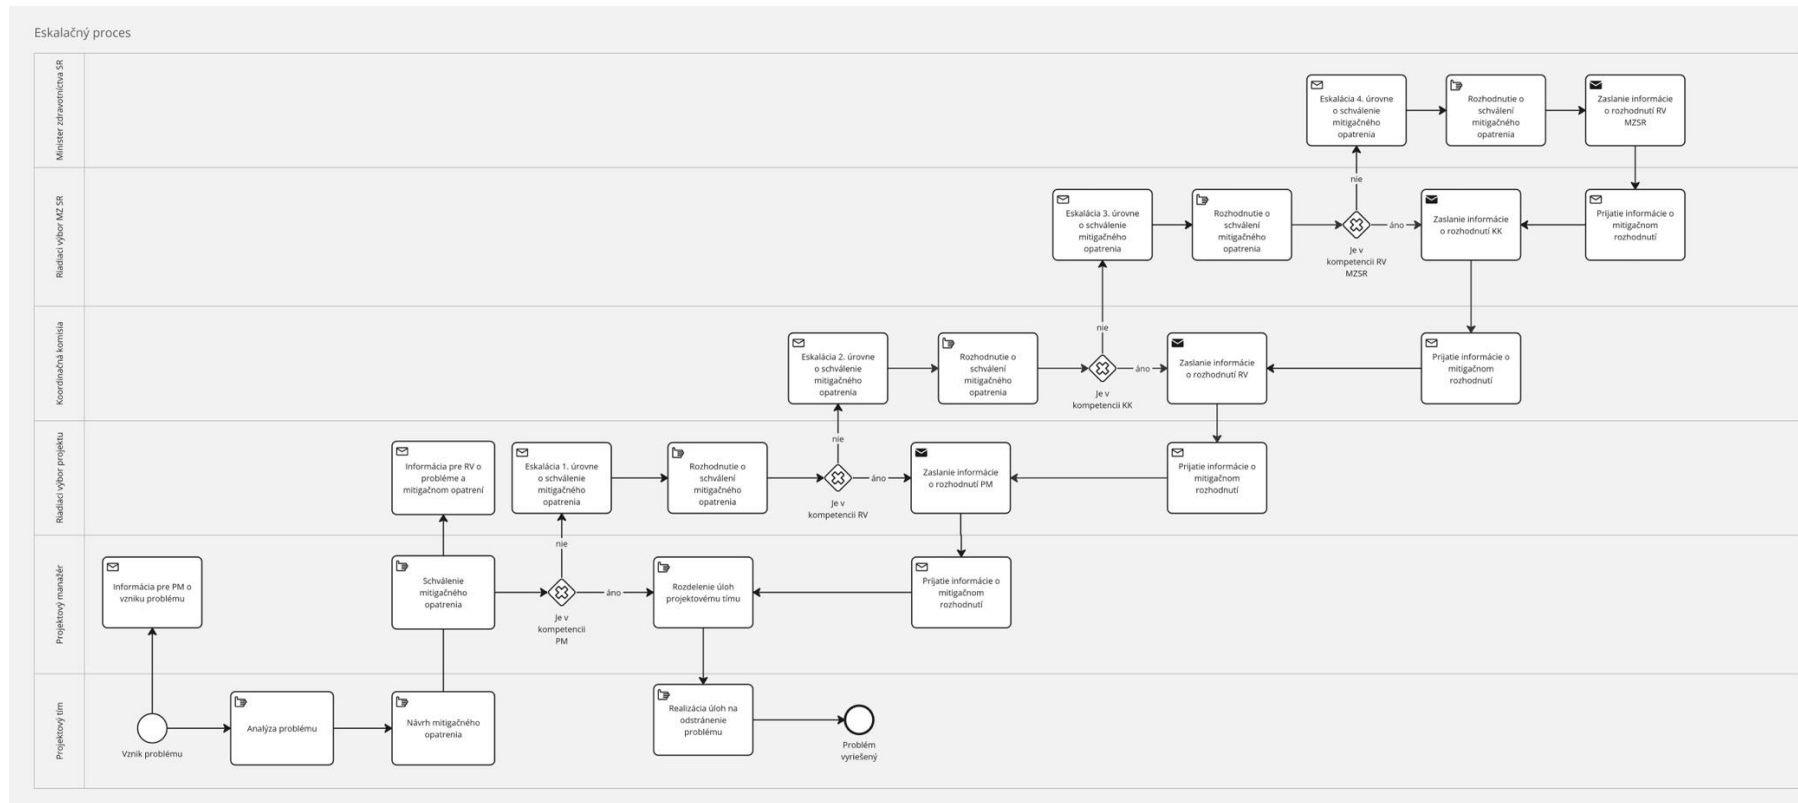 Eskalačný proces
Minister zdravotníctva SR
Eskalácia 4. úrovne
o schválenie
mitigačného
opatrenia
Rozhodnutie o
schválení
mitigačného
opatrenia
Zaslanie informácie
o rozhodnutí RV
MZSR
Riadiaci výbor MZ SR
Eskalácia 3. úrovne
o schválenie
mitigačného
opatrenia
Rozhodnutie o
schválení
mitigačného
opatrenia
nie
áno
Je v
kompetencii RV
MZSR
Zaslanie informácie
o rozhodnutí KK
Prijatie informácie o
mitigačnom
rozhodnutí
Koordinačná komisia
Eskalácia 2. úrovne
o schválenie
mitigačného
opatrenia
Rozhodnutie o
schválení
mitigačného
opatrenia
nie
áno
Je v
kompetencii KK
Zaslanie informácie
o rozhodnutí RV
Prijatie informácie o
mitigačnom
rozhodnutí
Riadiaci výbor projektu
Informácia pre RV o
probléme a
mitigačnom opatrení
Eskalácia 1. úrovne
o schválenie
mitigačného
opatrenia
Rozhodnutie o
schválení
mitigačného
opatrenia
nie
áno
Je v
kompetencii RV
Zaslanie informácie
o rozhodnutí PM
Prijatie informácie o
mitigačnom
rozhodnutí
Projektový manažér
Informácia pre PM o
vzniku problému
Schválenie
mitigačného
opatrenia
nie
áno
Je v
kompetencii
PM
Rozdelenie úloh
projektovému tímu
Prijatie informácie o
mitigačnom
rozhodnutí
Projektový tím
Vznik problému
Analýza problému
Návrh mitigačného
opatrenia
Realizácia úloh na
odstránenie
problému
Problém
vyriešený